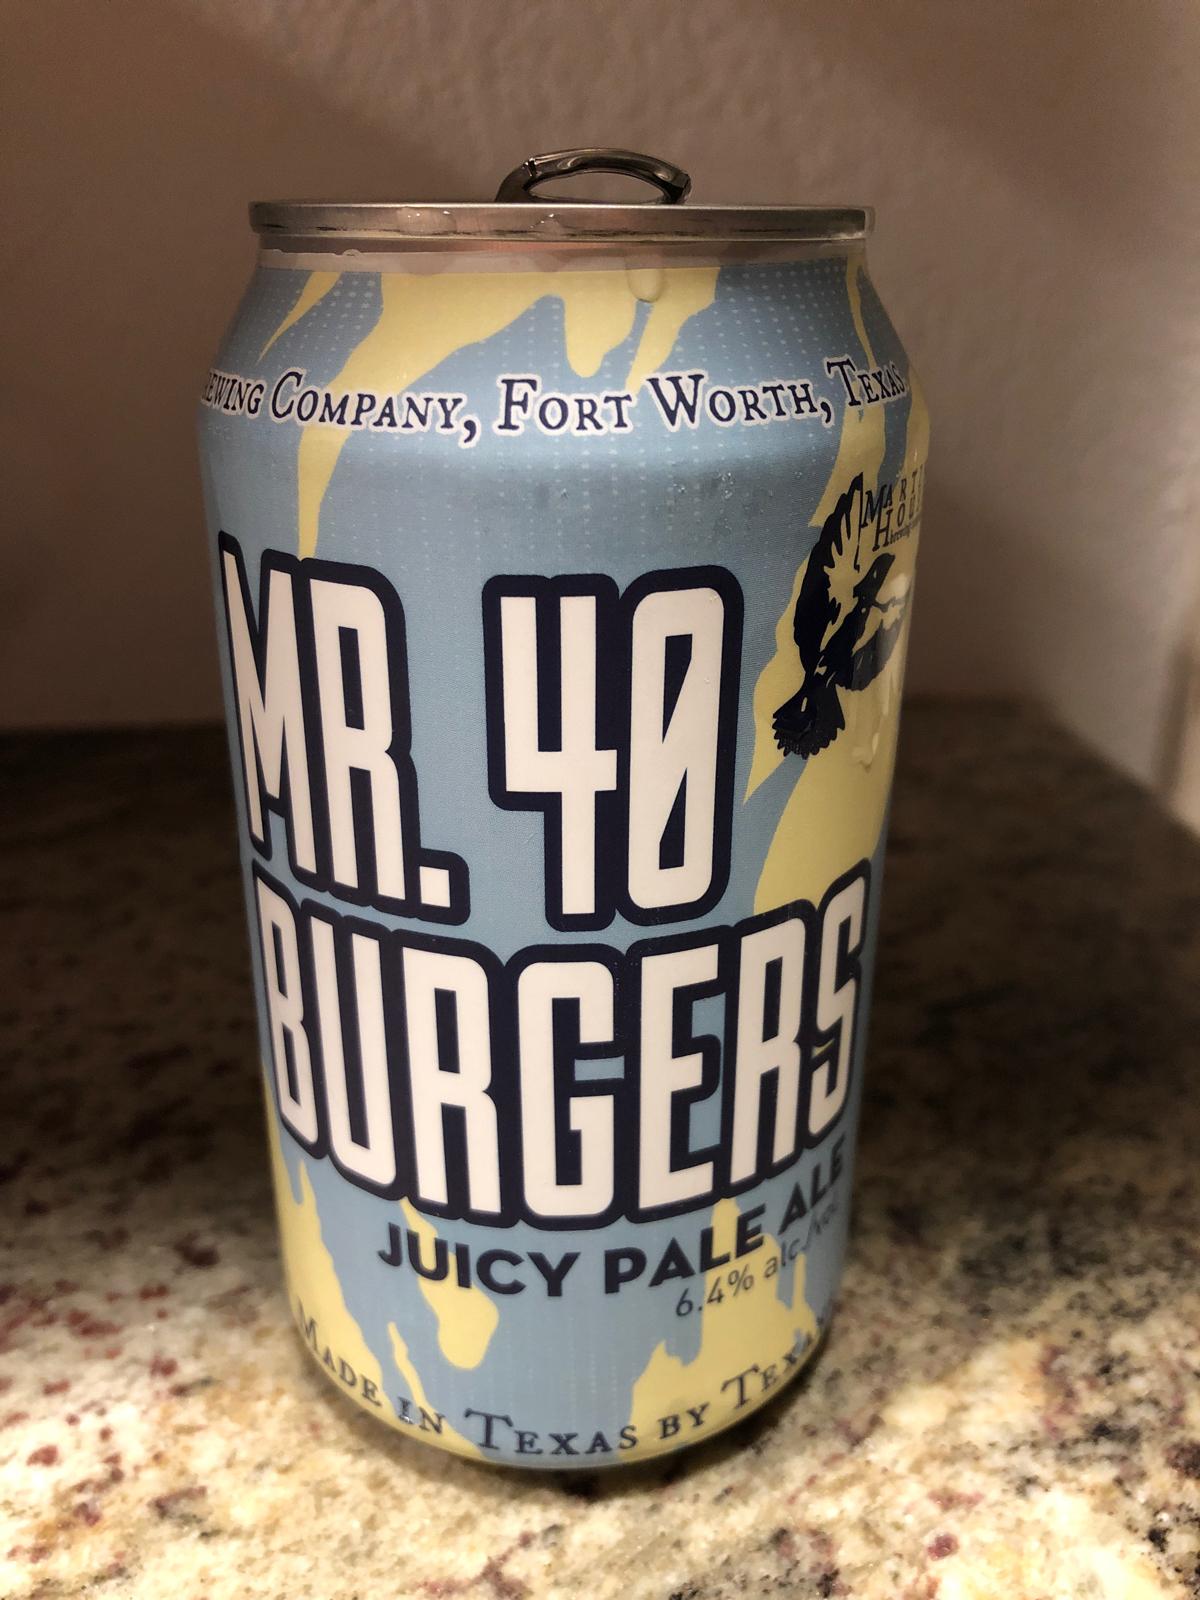 Company, Fort Worth, Texas
MR. 40
BURGERS
JUICY PALE ALE
6.4% alc./vol
Made in Texas by